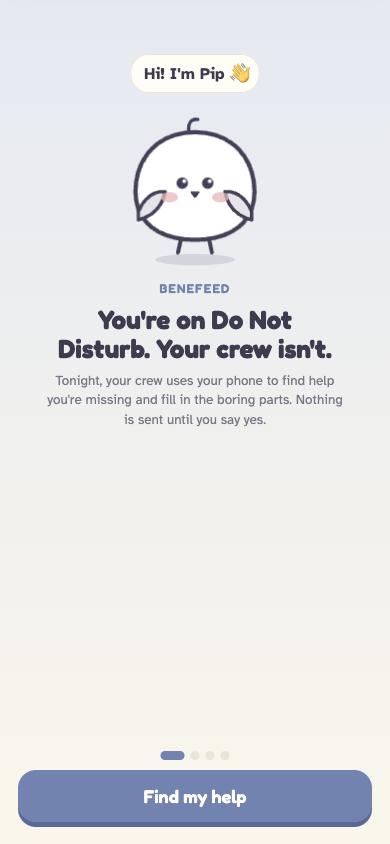 Hi! I'm Pip 👋
BENEFEED
You're on Do Not
Disturb. Your crew isn't.
Tonight, your crew uses your phone to find help
you're missing and fill in the boring parts. Nothing
is sent until you say yes.
Find my help